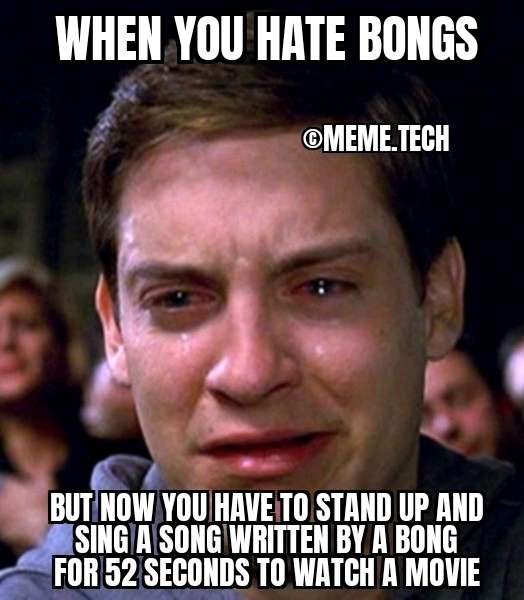 WHEN YOU HATE BONGS
©MEME.TECH
BUT NOW YOU HAVE TO STAND UP AND
SING A SONG WRITTEN BY A BONG
FOR 52 SECONDS TO WATCH A MOVIE